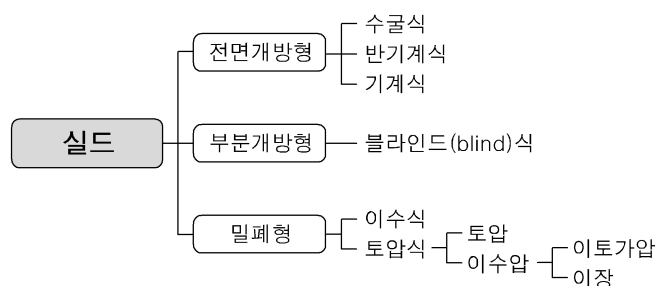 수굴식
전면개방형
반기계식
기계식
실드
부분개방형
블라인드(blind)식
밀폐형
이수식
토압식
토압
이수압
이토가압
이장